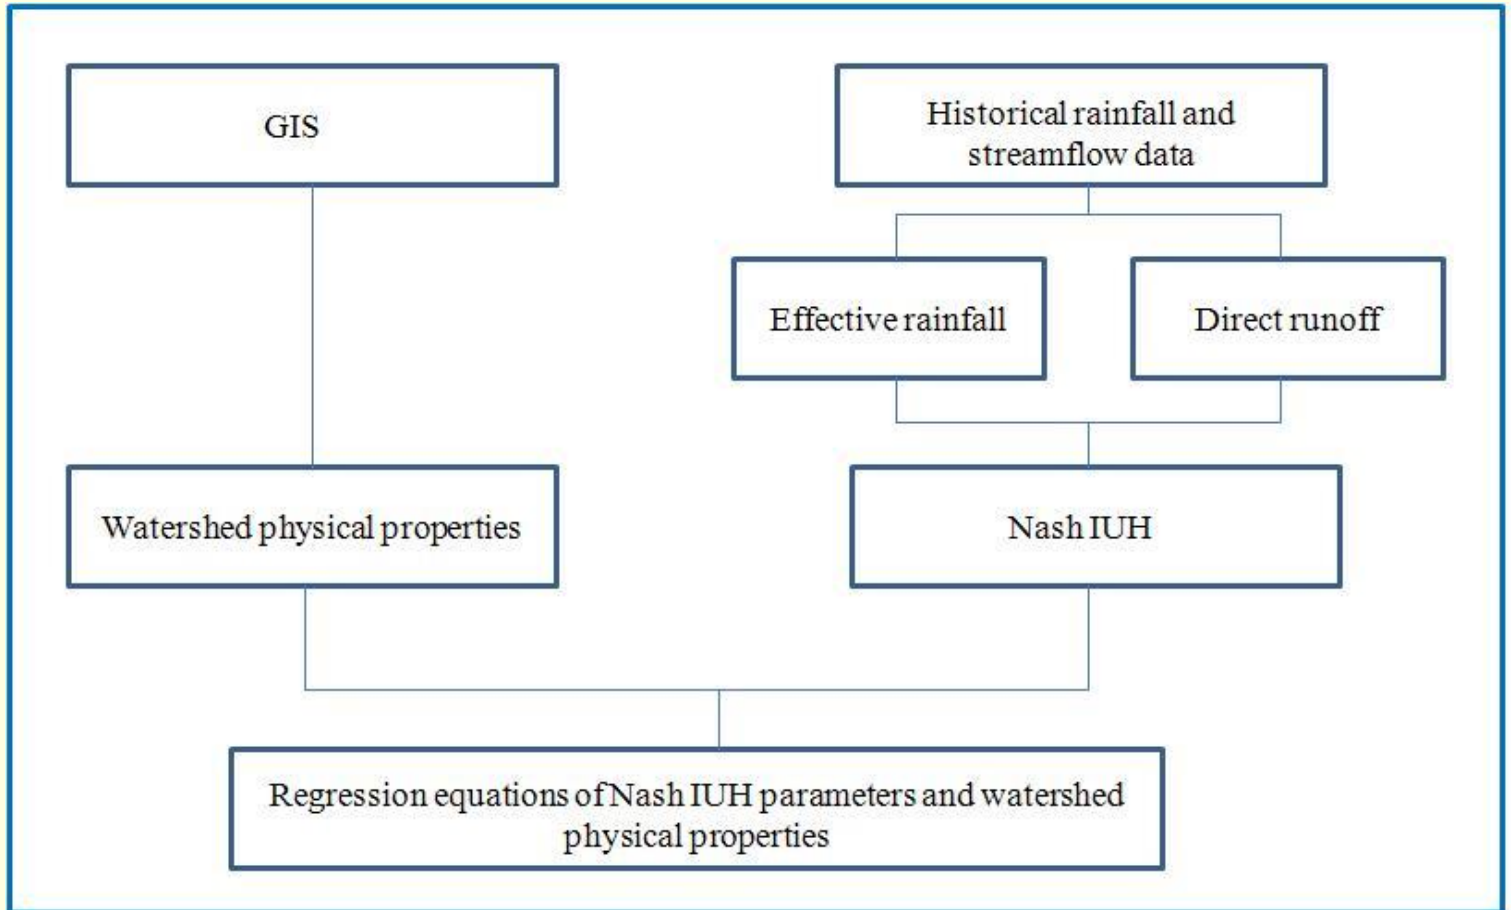 GIS
Historical rainfall and
streamflow data
Effective rainfall
Direct runoff
Watershed physical properties
Nash IUH
Regression equations of Nash IUH parameters and watershed
physical properties